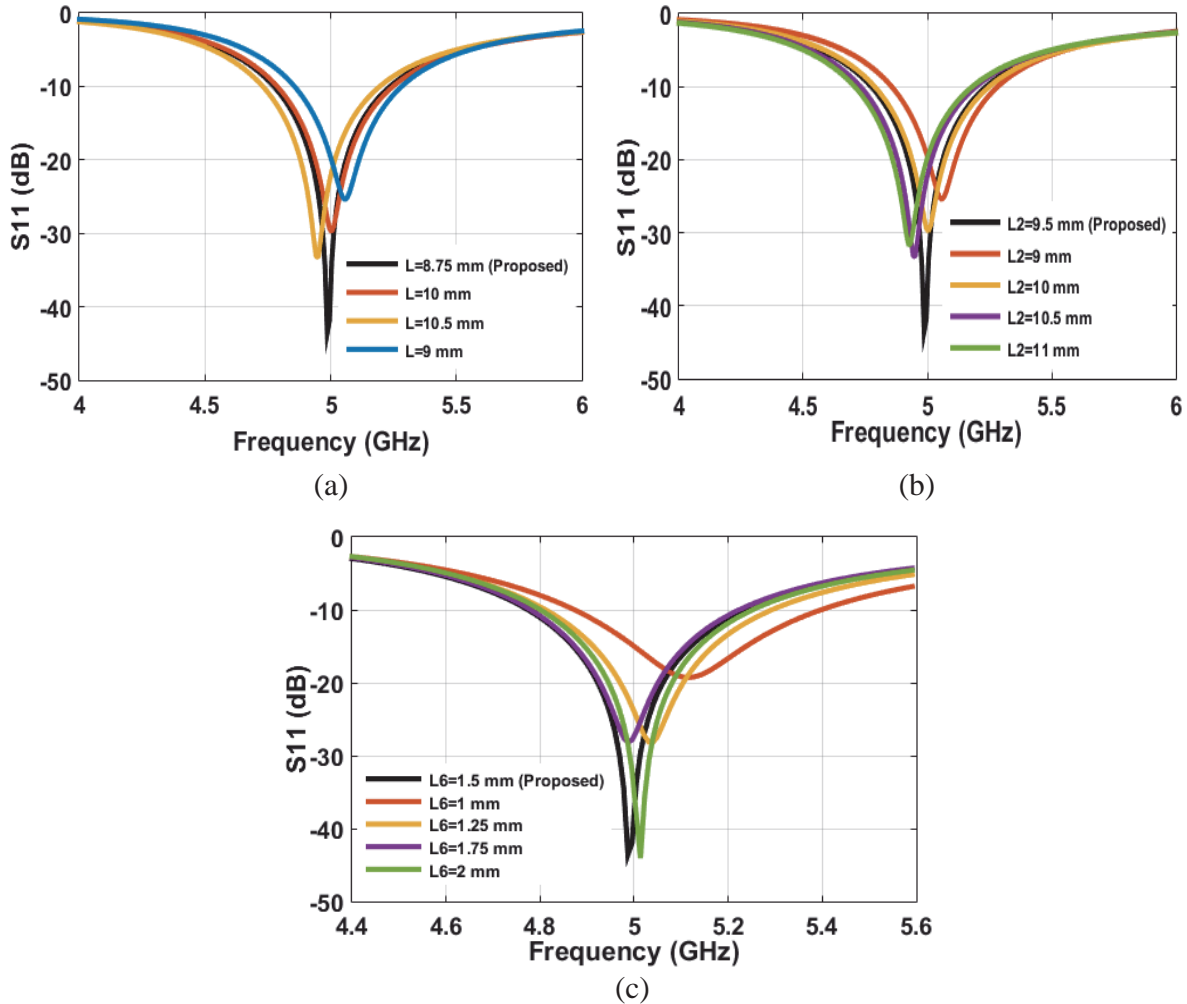 0
-10
-20
-30
-40
-50
S11 (dB)
4
4.5
5
5.5
6
Frequency (GHz)
L=8.75 mm (Proposed)
L=10 mm
L=10.5 mm
L=9 mm
(a)
0
-10
-20
-30
-40
-50
S11 (dB)
4
4.5
5
5.5
6
Frequency (GHz)
L2=9.5 mm (Proposed)
L2=9 mm
L2=10 mm
L2=10.5 mm
L2=11 mm
(b)
0
-10
-20
-30
-40
-50
S11 (dB)
4.4
4.6
4.8
5
5.2
5.4
5.6
Frequency (GHz)
L6=1.5 mm (Proposed)
L6=1 mm
L6=1.25 mm
L6=1.75 mm
L6=2 mm
(c)